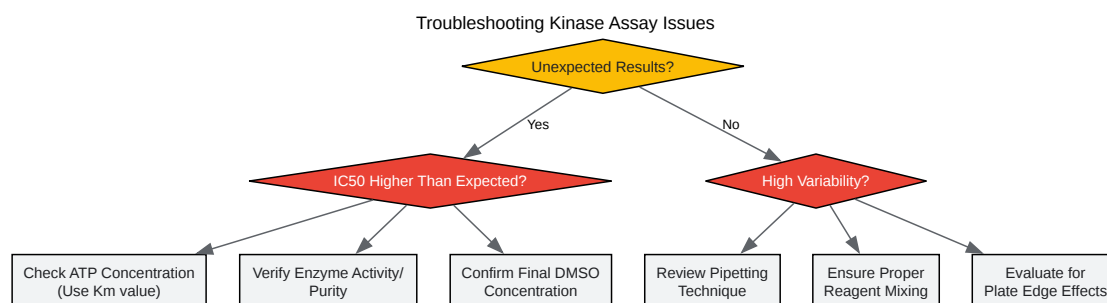 Troubleshooting Kinase Assay Issues
Unexpected Results?
Yes
No
IC50 Higher Than Expected?
High Variability?
Check ATP Concentration
(Use Km value)
Verify Enzyme Activity/
Purity
Confirm Final DMSO
Concentration
Review Pipetting
Technique
Ensure Proper
Reagent Mixing
Evaluate for
Plate Edge Effects